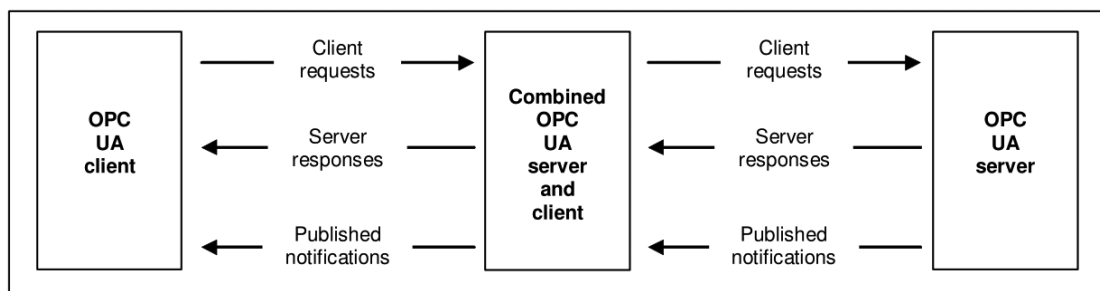 OPC
UA
client
Client
requests
Server
responses
Published
notifications
Combined
OPC
UA
server
and
client
Client
requests
Server
responses
Published
notifications
OPC
UA
server